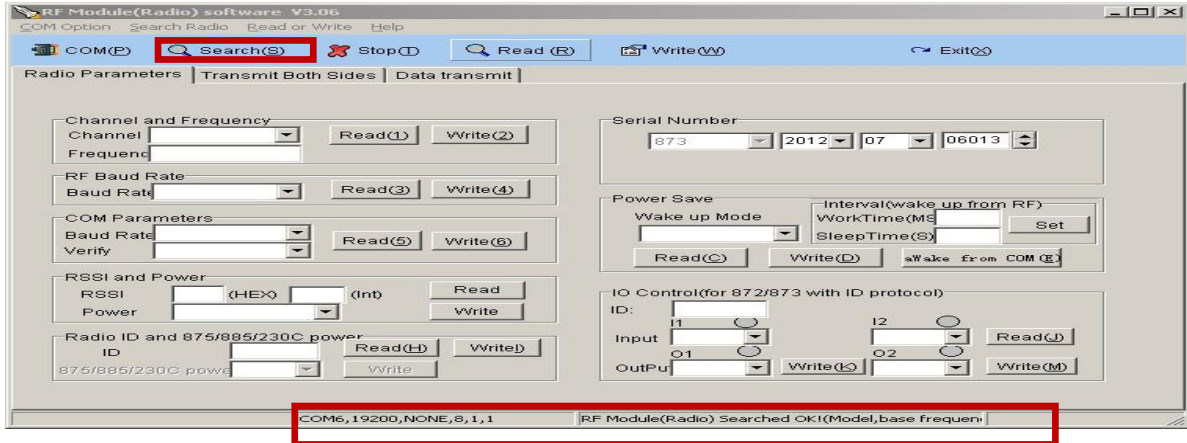 RF Module(Radio) software V3.06
COM Option Search Radio Read or Write Help
COM(P) Search(S) Stop(T) Read (R) Write(W) Exit(X)
Radio Parameters Transmit Both Sides Data transmit
Channel and Frequency
Channel Read(1) Write(2)
Frequenc
RF Baud Rate
Baud Rate Read(3) Write(4)
COM Parameters
Baud Rate
Verify
Read(5) Write(6)
RSSI and Power
RSSI (HEX) (Int) Read
Power Write
Radio ID and 875/885/230C power
ID Read(H) WriteI)
875/885/230C powe Write
Serial Number
873 2012 07 06013
Power Save
Wake up Mode
Interval(wake up from RF)
WorkTime(MS
SleepTime(S)
Set
Read(C) Write(D) aWake from COM(E)
IO Control(for 872/873 with ID protocol)
ID:
I1 I2
Input Read(J)
O1 O2
OutPu Write(K) Write(M)
COM6,19200,NONE,8,1,1 RF Module(Radio) Searched OK!(Model,base frequen